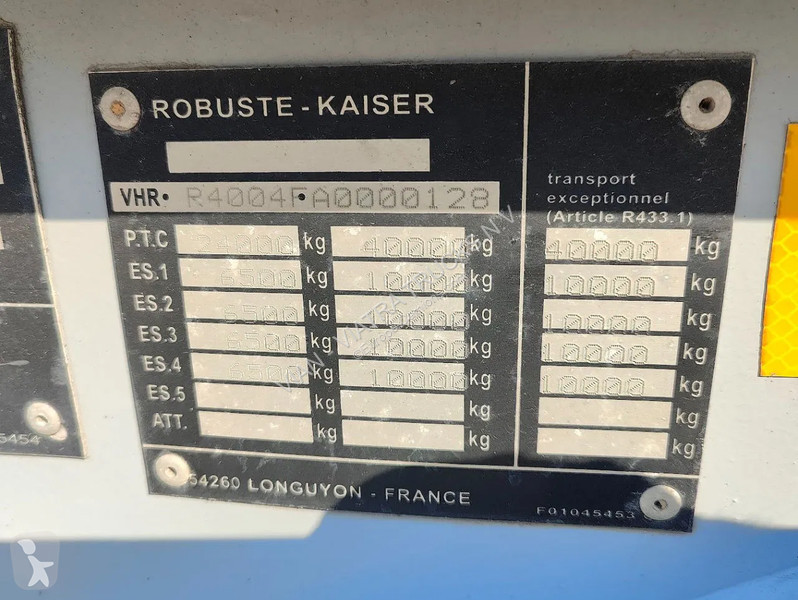 ROBUSTE - KAISER
VHR• R4004FA0000128
transport
exceptionnel
(Article R433.1)
P.T.C 24000 kg 40000 kg 40000 kg
ES.1 6500 kg 10000 kg 10000 kg
ES.2 6500 kg 10000 kg 10000 kg
ES.3 6500 kg 10000 kg 10000 kg
ES.4 6500 kg 10000 kg 10000 kg
ES.5 kg kg kg
ATT. kg kg kg
54260 LONGUYON - FRANCE
F01045453
5454